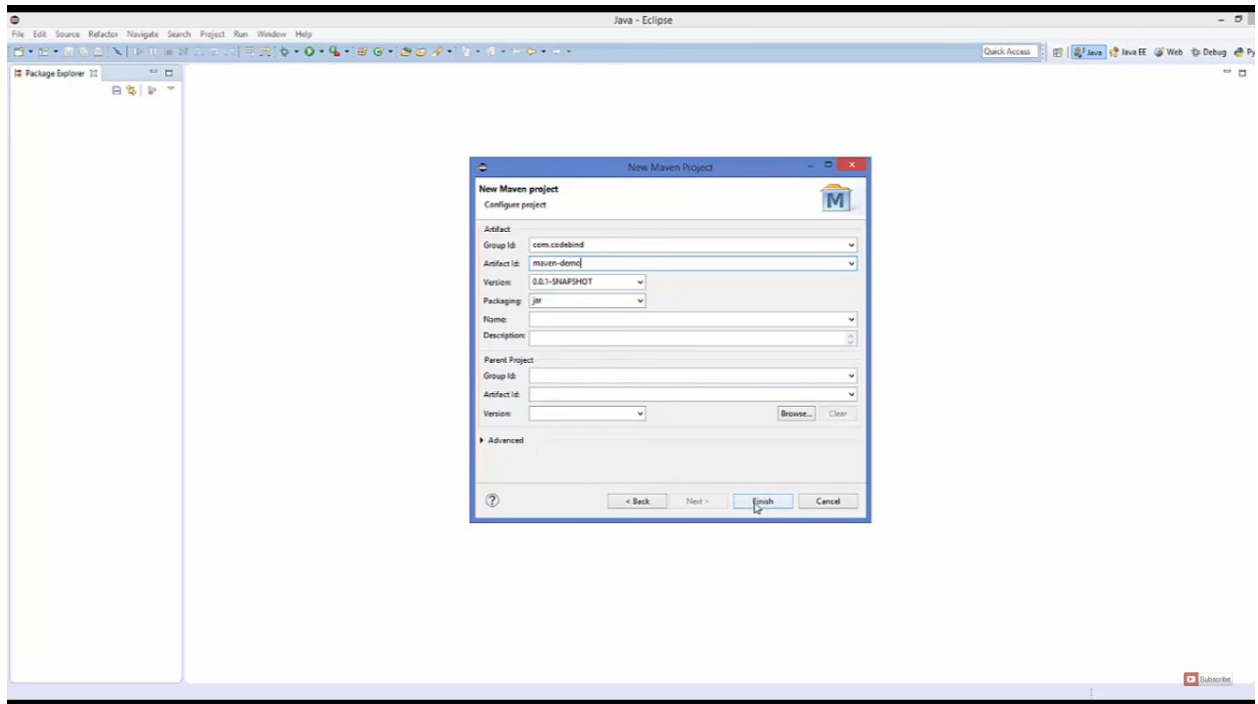 Java - Eclipse
File Edit Source Refactor Navigate Search Project Run Window Help
Quick Access Java Java EE Web Debug Py
Package Explorer
New Maven Project
New Maven project
Configure project
M
Artifact
Group Id: com.codebind
Artifact Id: maven-demo
Version: 0.0.1-SNAPSHOT
Packaging: jar
Name:
Description:
Parent Project
Group Id:
Artifact Id:
Version: Browse... Clear
Advanced
? < Back Next > Finish Cancel
Subscribe